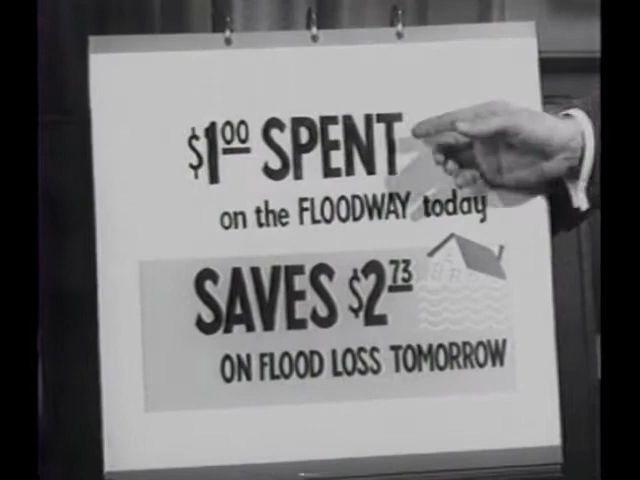 $1.00 SPENT
on the FLOODWAY today
SAVES $2.73
ON FLOOD LOSS TOMORROW